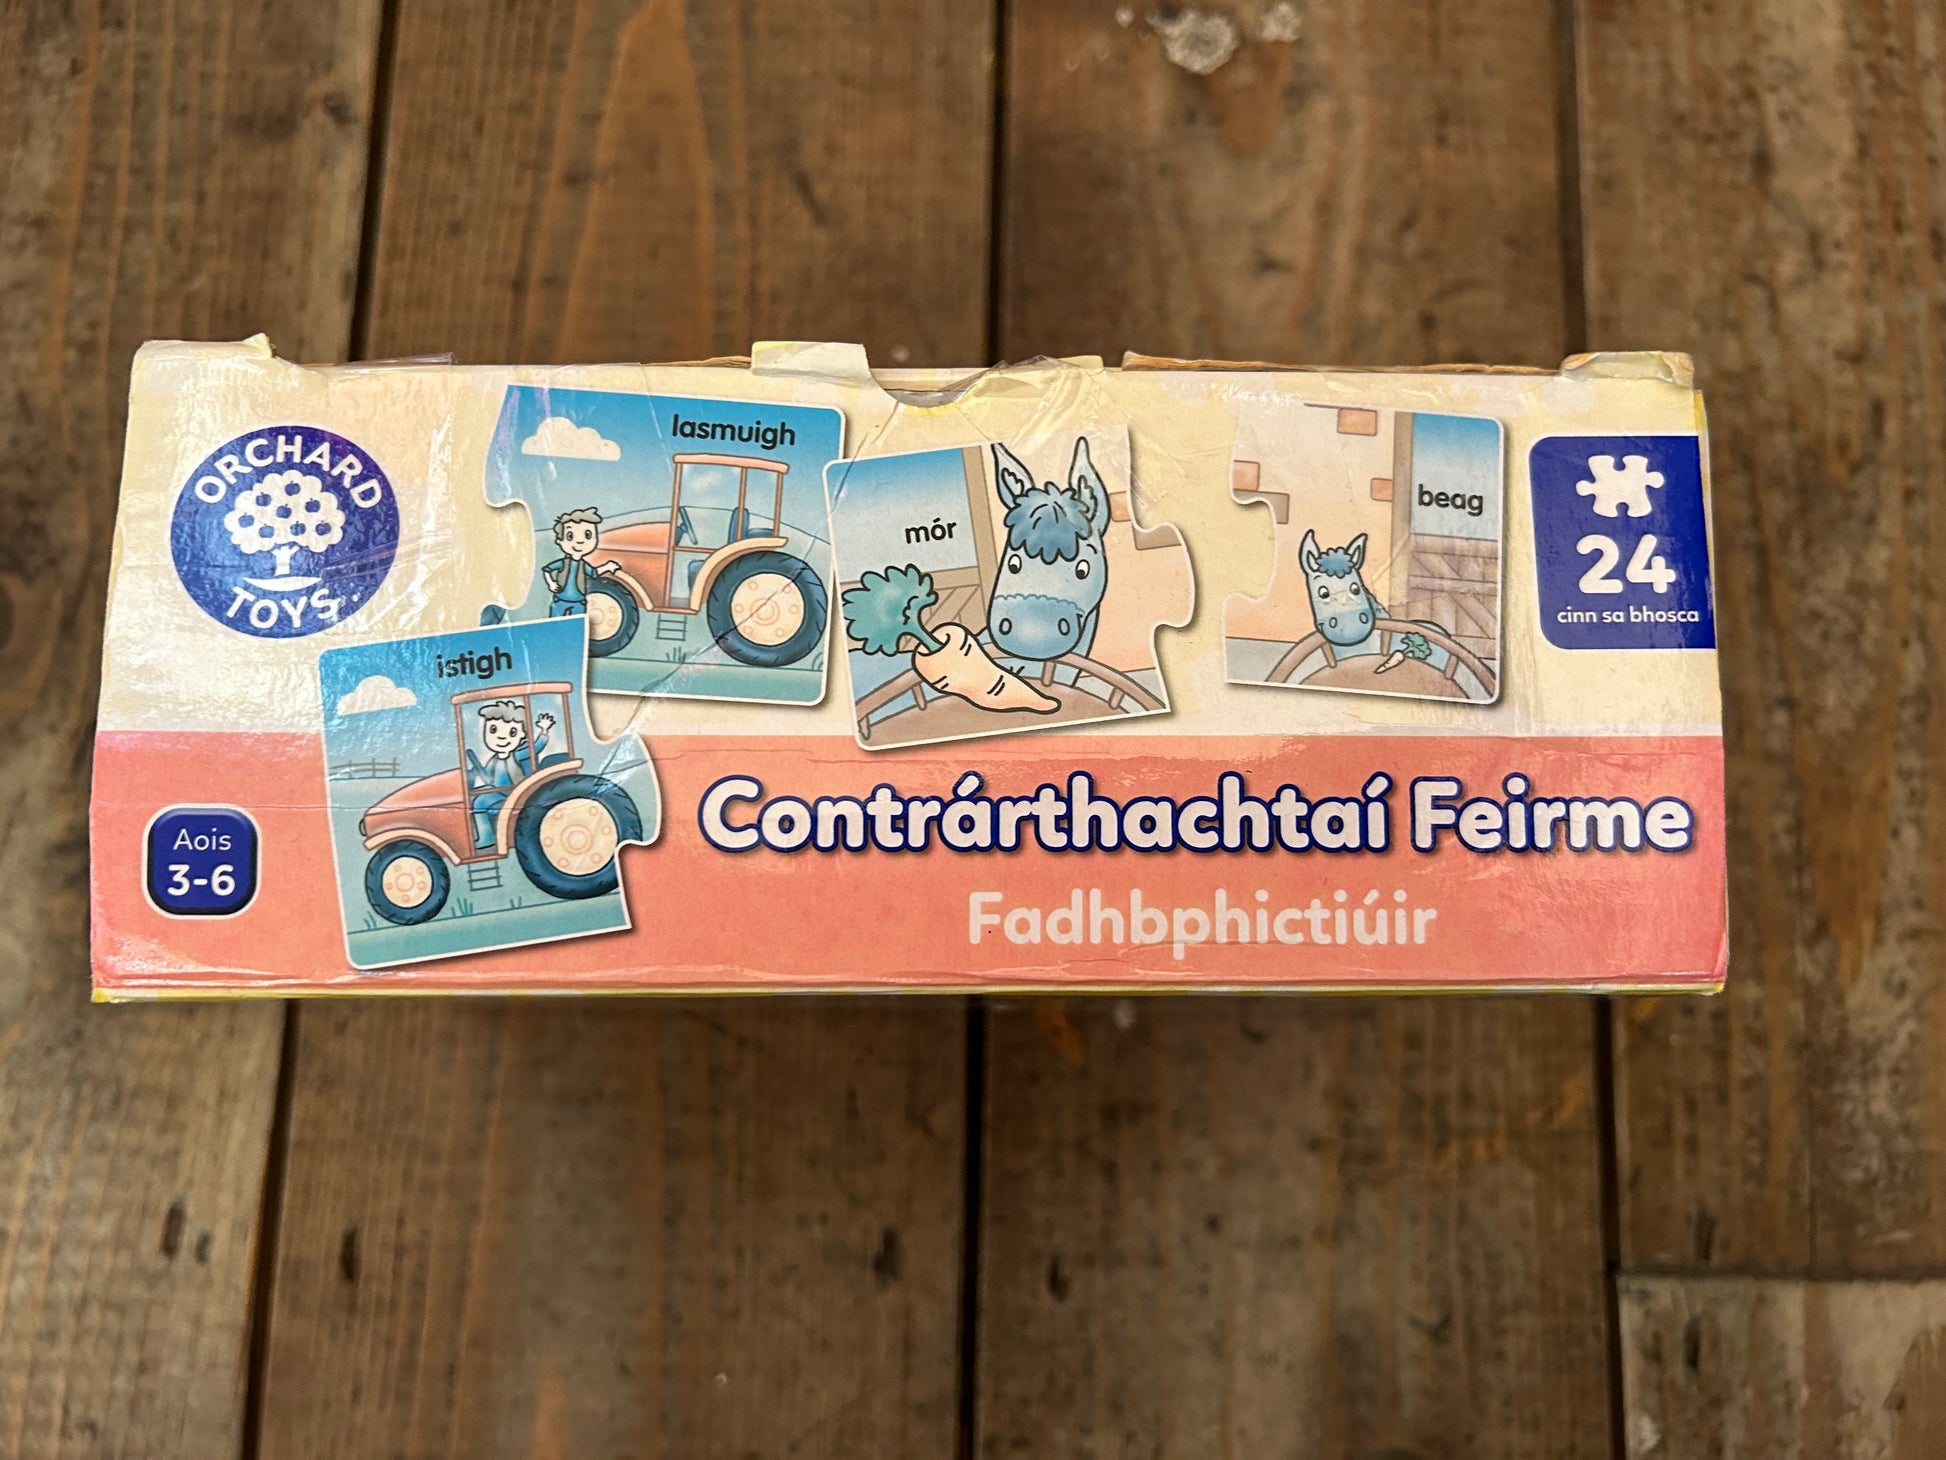 ORCHARD
TOYS
lasmuigh
istigh
mór
beag
24
cinn sa bhosca
Aois
3-6
Contrárthachtaí Feirme
Fadhbphictiúir